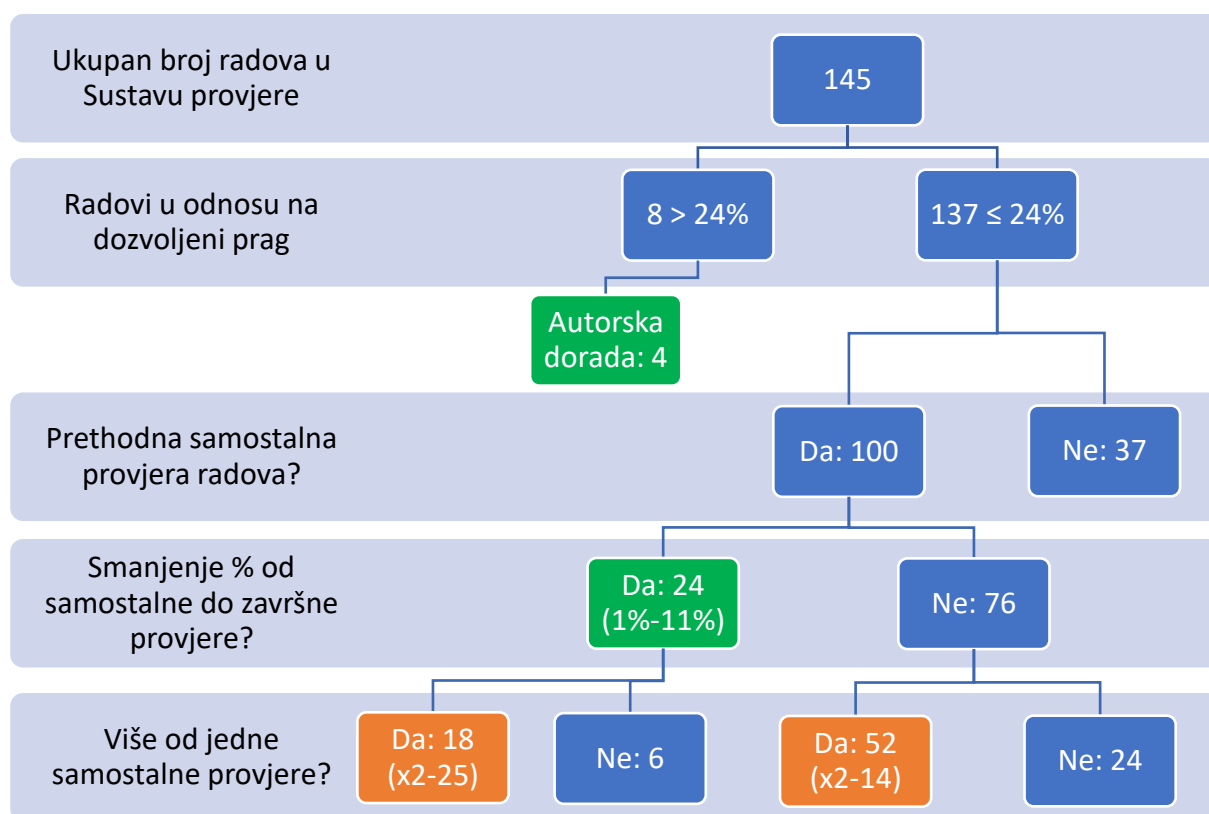 Ukupan broj radova u
Sustavu provjere
145
Radovi u odnosu na
dozvoljeni prag
8 > 24%
137 ≤ 24%
Autorska
dorada: 4
Prethodna samostalna
provjera radova?
Da: 100
Ne: 37
Smanjenje % od
samostalne do završne
provjere?
Da: 24
(1%-11%)
Ne: 76
Više od jedne
samostalne provjere?
Da: 18
(x2-25)
Ne: 6
Da: 52
(x2-14)
Ne: 24